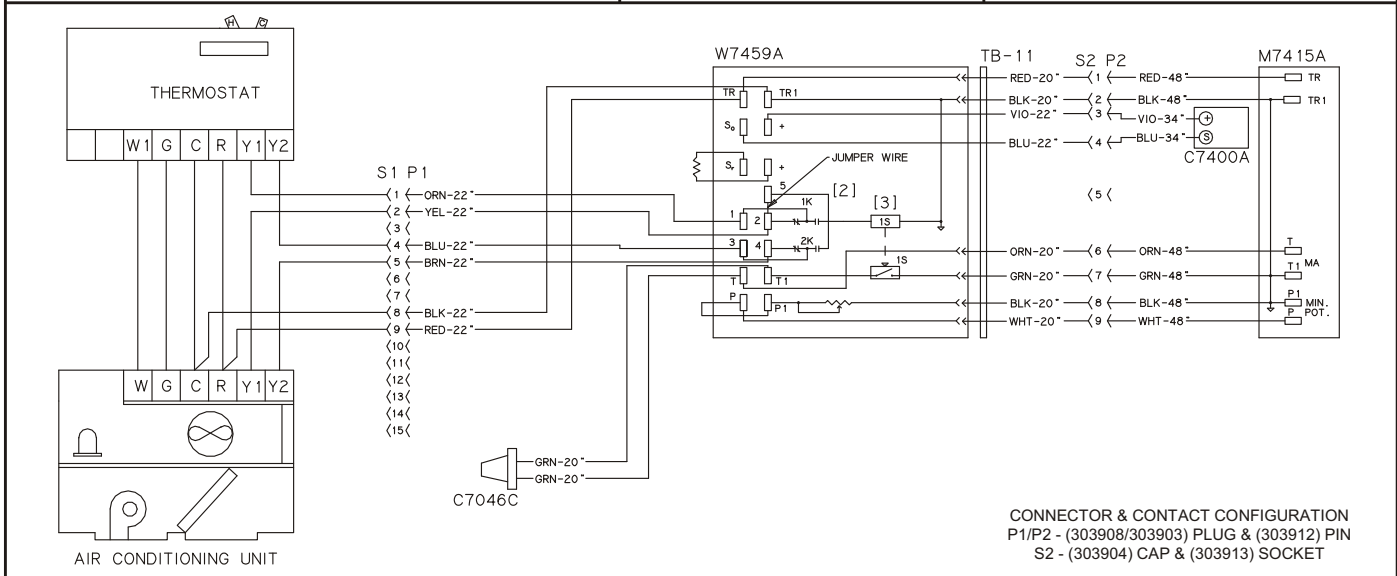 H C
THERMOSTAT
W1 G C R Y1 Y2
W G C R Y1 Y2
AIR CONDITIONING UNIT
S1 P1
1 ORN-22"
2 YEL-22"
3
4 BLU-22"
5 BRN-22"
6
7
8 BLK-22"
9 RED-22"
10
11
12
13
14
15
GRN-20"
GRN-20"
C7046C
W7459A
TR TR1
So +
Sr +
JUMPER WIRE
5 [2]
1K [3]
1 2 1S
2K
3 4
1S
T T1
P P1
TB-11
S2 P2
M7415A
RED-20" 1 RED-48" TR
BLK-20" 2 BLK-48" TR1
VIO-22" 3 VIO-34" +
BLU-22" 4 BLU-34" S
C7400A
5
ORN-20" 6 ORN-48" T
GRN-20" 7 GRN-48" T1 MA
BLK-20" 8 BLK-48" P1 MIN.
WHT-20" 9 WHT-48" P POT.
CONNECTOR & CONTACT CONFIGURATION
P1/P2 - (303908/303903) PLUG & (303912) PIN
S2 - (303904) CAP & (303913) SOCKET